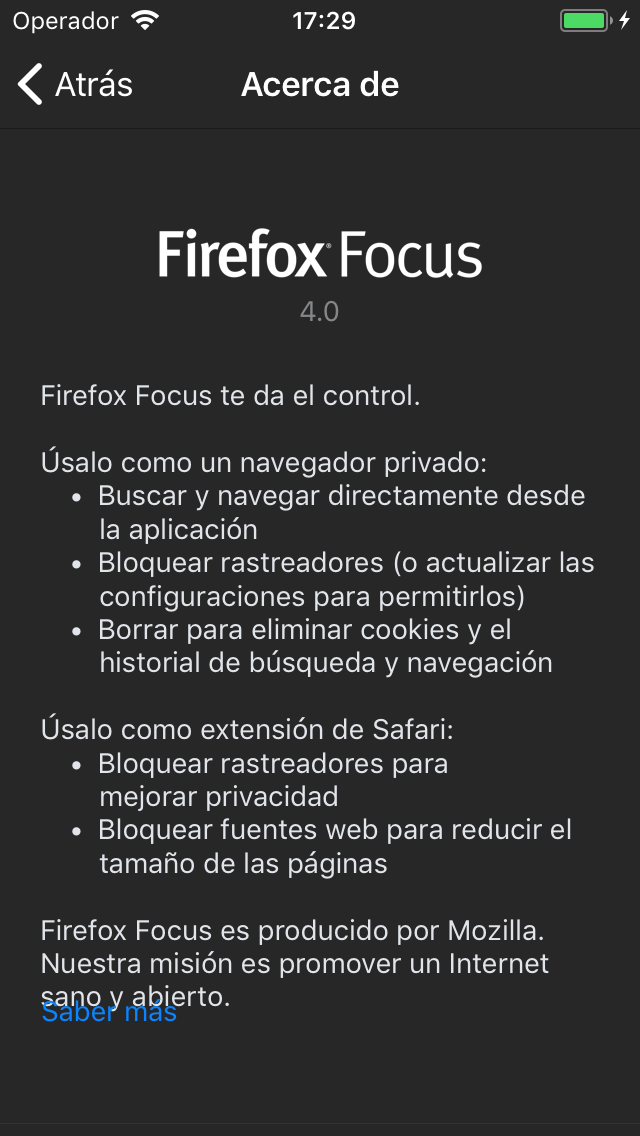 Operador 17:29
Atrás Acerca de
Firefox Focus
4.0
Firefox Focus te da el control.
Úsalo como un navegador privado:
• Buscar y navegar directamente desde
la aplicación
• Bloquear rastreadores (o actualizar las
configuraciones para permitirlos)
• Borrar para eliminar cookies y el
historial de búsqueda y navegación
Úsalo como extensión de Safari:
• Bloquear rastreadores para
mejorar privacidad
• Bloquear fuentes web para reducir el
tamaño de las páginas
Firefox Focus es producido por Mozilla.
Nuestra misión es promover un Internet
sano y abierto.
Saber más